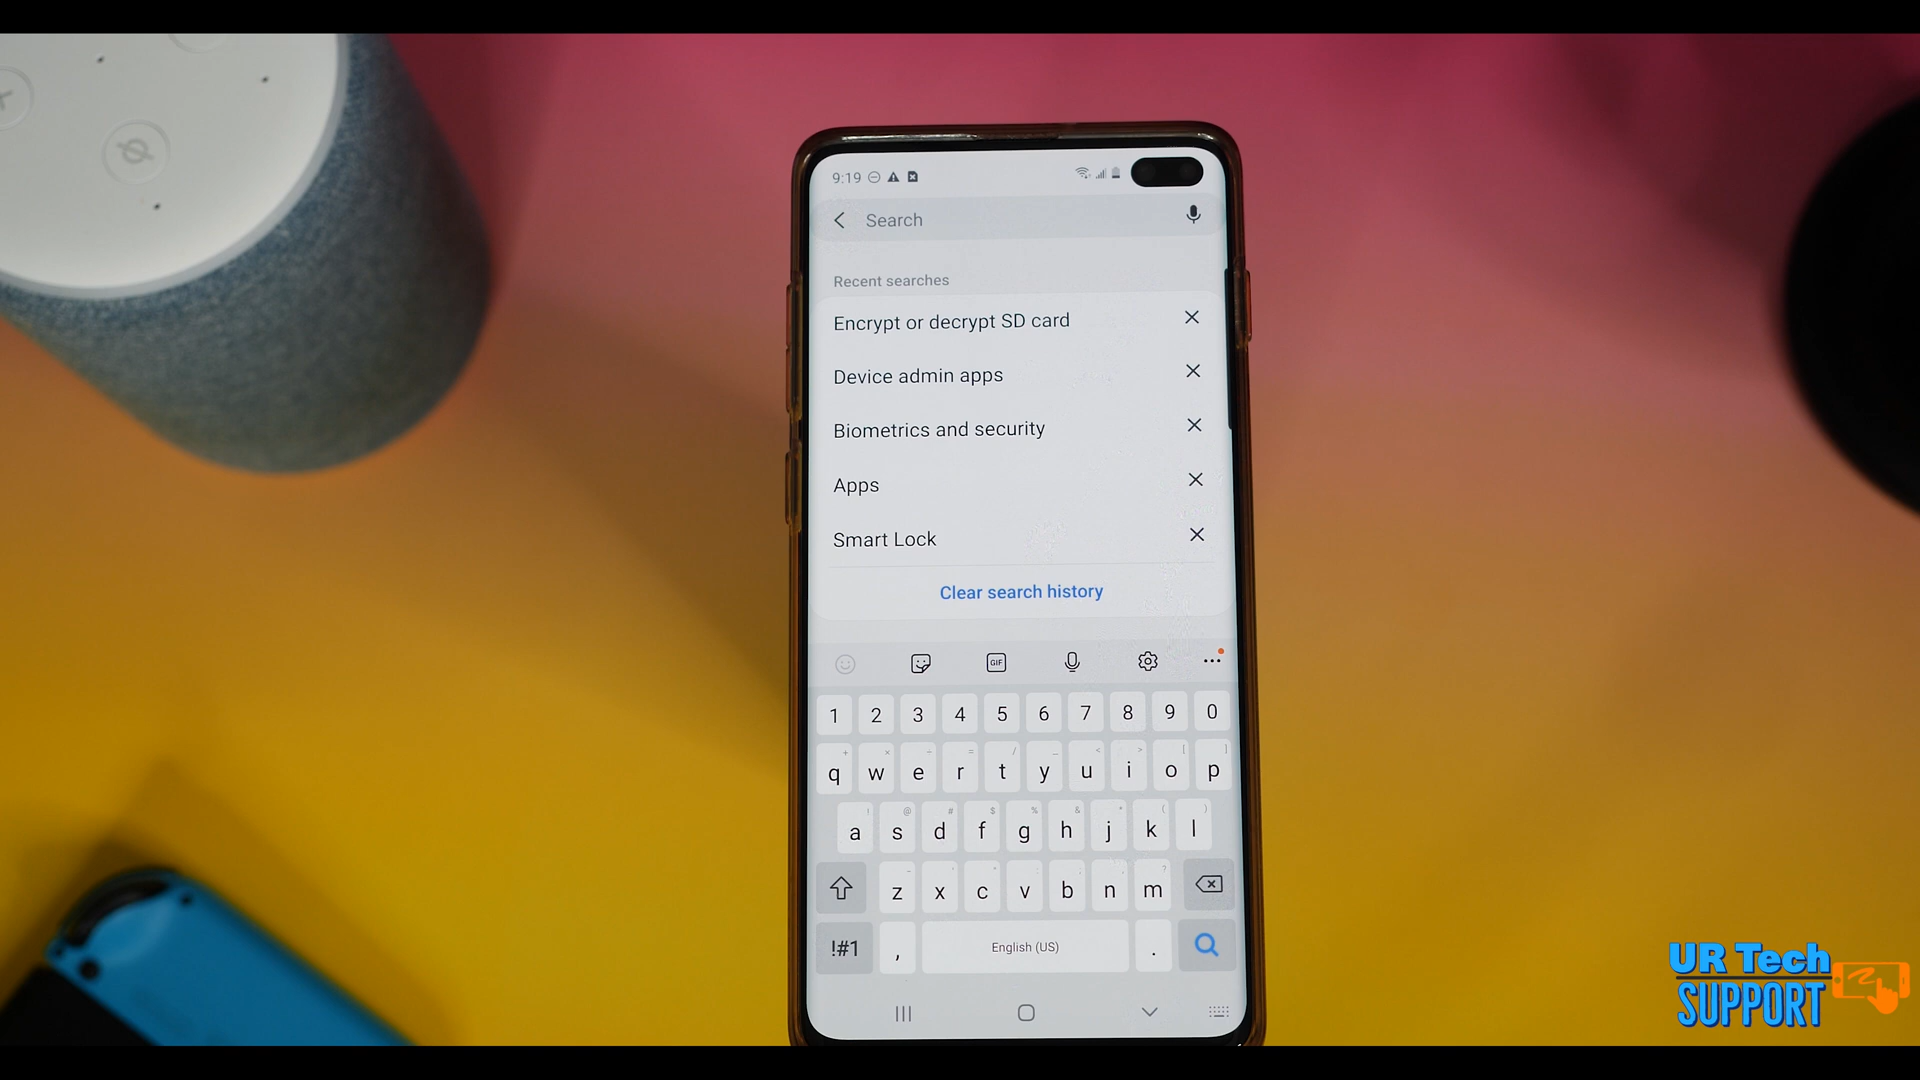 9:19
Search
Recent searches
Encrypt or decrypt SD card
Device admin apps
Biometrics and security
Apps
Smart Lock
Clear search history
GIF
1 2 3 4 5 6 7 8 9 0
q w e r t y u i o p
a s d f g h j k l
z x c v b n m
!#1 , English (US) .
UR Tech
SUPPORT